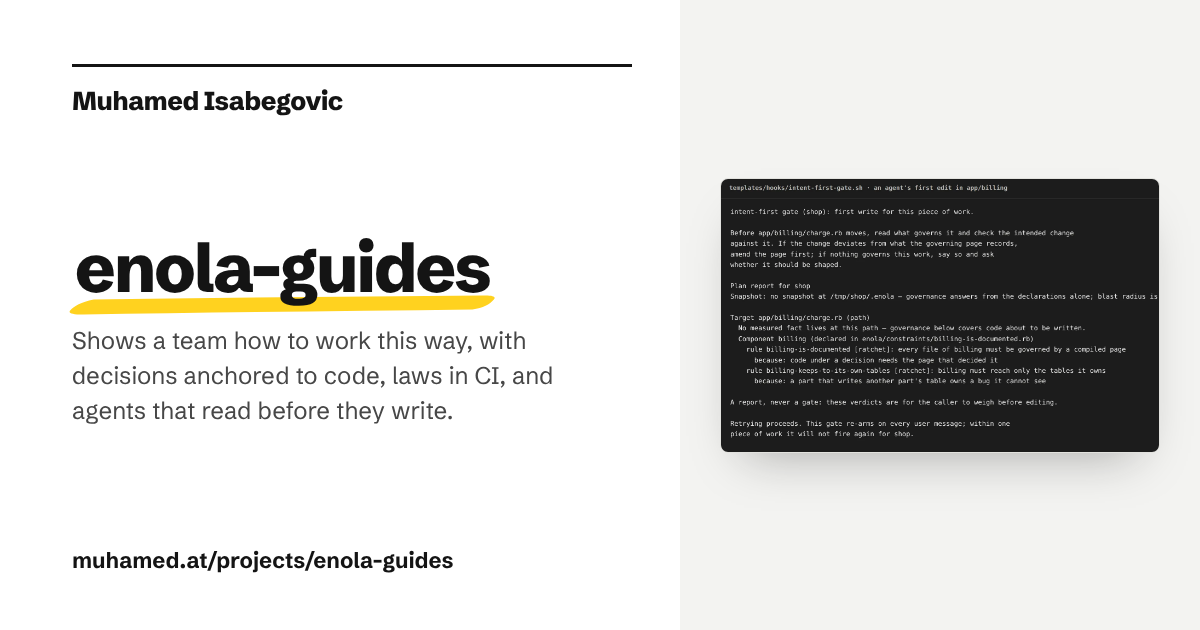 Muhamed Isabegovic
enola-guides
Shows a team how to work this way, with
decisions anchored to code, laws in CI, and
agents that read before they write.
muhamed.at/projects/enola-guides
templates/hooks/intent-first-gate.sh · an agent's first edit in app/billing
intent-first gate (shop): first write for this piece of work.
Before app/billing/charge.rb moves, read what governs it and check the intended change
against it. If the change deviates from what the governing page records,
amend the page first; if nothing governs this work, say so and ask
whether it should be shaped.
Plan report for shop
Snapshot: no snapshot at /tmp/shop/.enola — governance answers from the declarations alone; blast radius is
Target app/billing/charge.rb (path)
No measured fact lives at this path — governance below covers code about to be written.
Component billing (declared in enola/constraints/billing-is-documented.rb)
rule billing-is-documented [ratchet]: every file of billing must be governed by a compiled page
because: code under a decision needs the page that decided it
rule billing-keeps-to-its-own-tables [ratchet]: billing must reach only the tables it owns
because: a part that writes another part's table owns a bug it cannot see
A report, never a gate: these verdicts are for the caller to weigh before editing.
Retrying proceeds. This gate re-arms on every user message; within one
piece of work it will not fire again for shop.